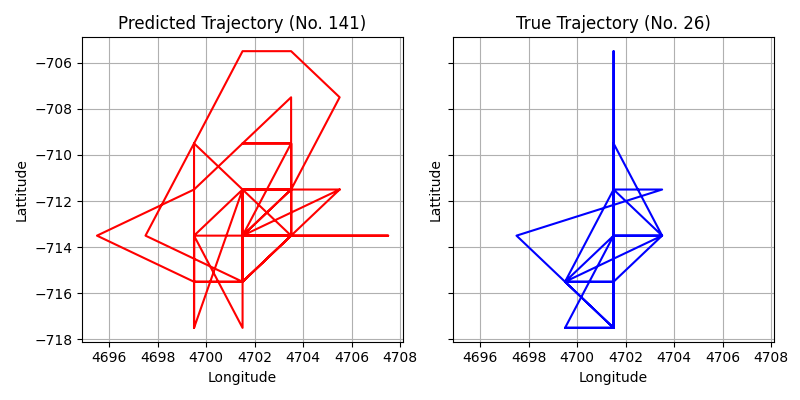 Predicted Trajectory (No. 141)
True Trajectory (No. 26)
Lattitude
−706
−708
−710
−712
−714
−716
−718
4696 4698 4700 4702 4704 4706 4708
Longitude
Lattitude
4696 4698 4700 4702 4704 4706 4708
Longitude